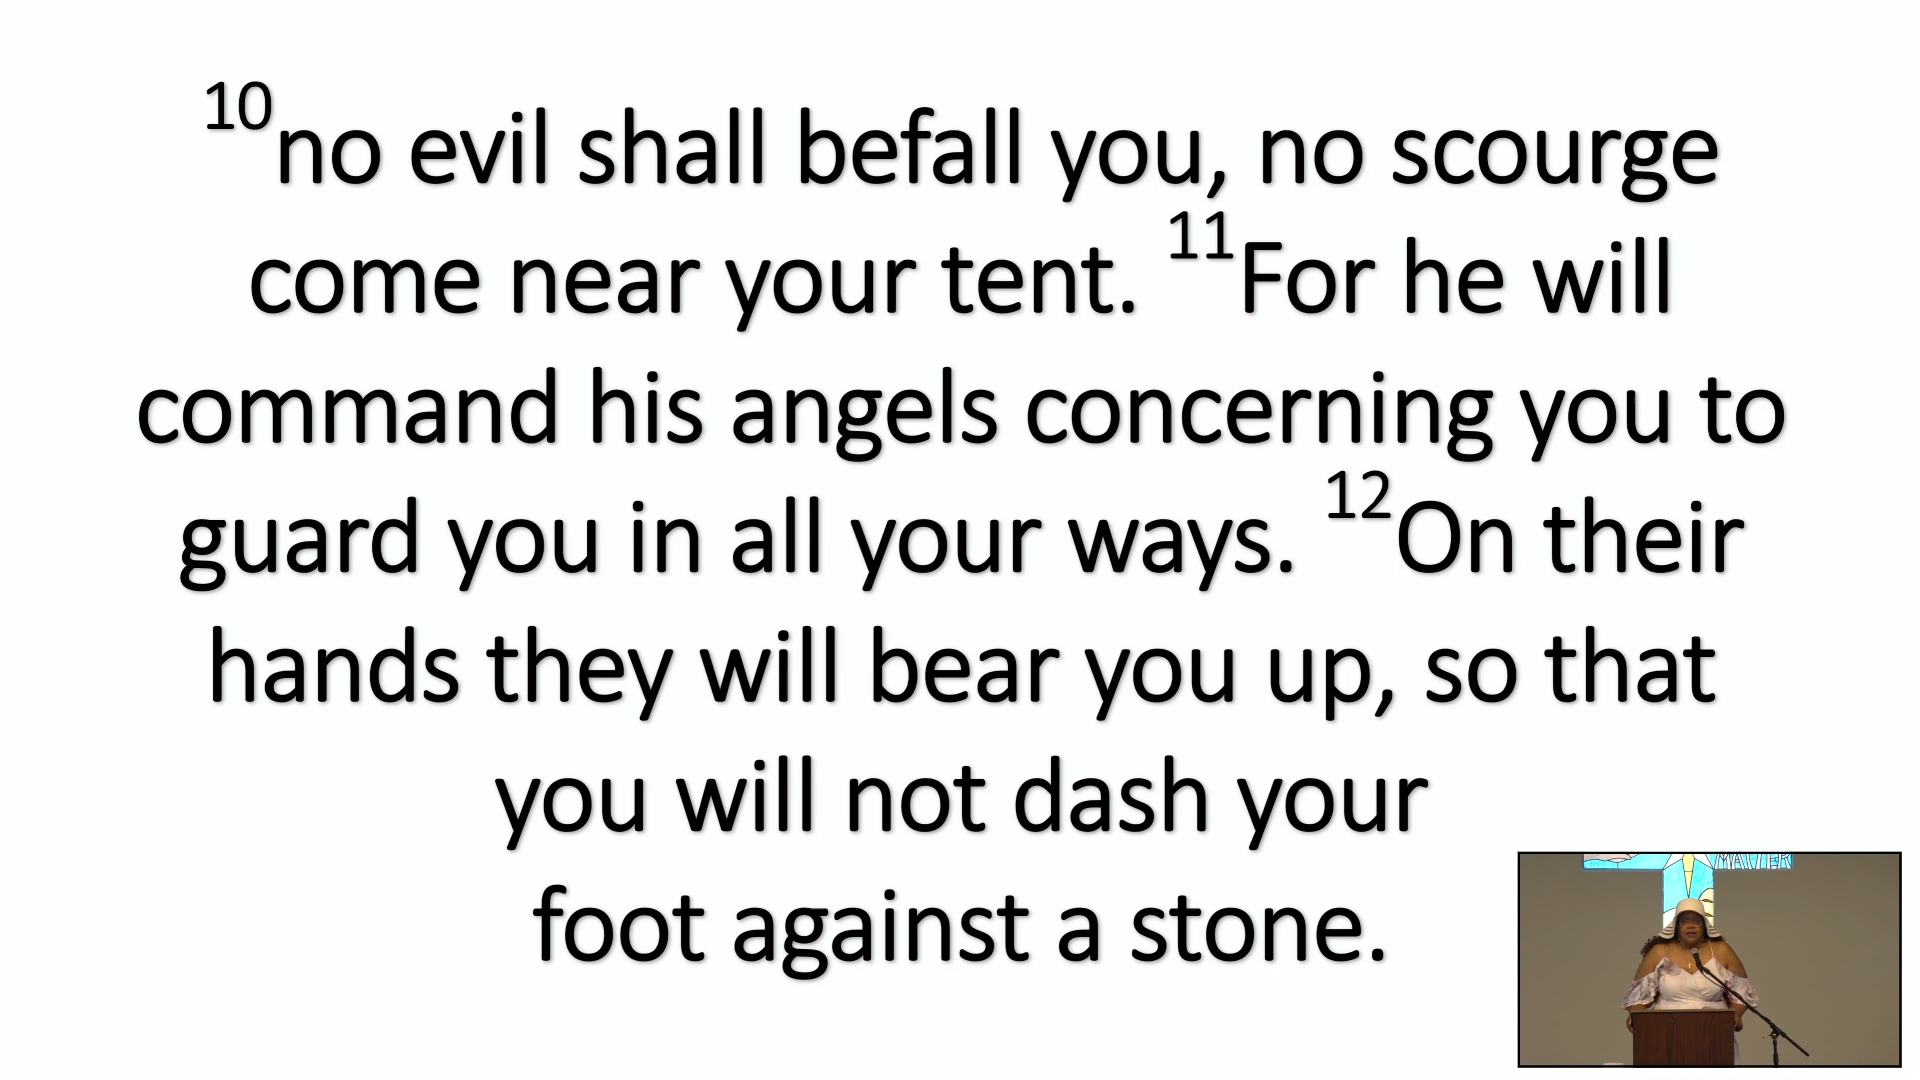 10no evil shall befall you, no scourge
come near your tent. 11For he will
command his angels concerning you to
guard you in all your ways. 12On their
hands they will bear you up, so that
you will not dash your
foot against a stone.
MATTER